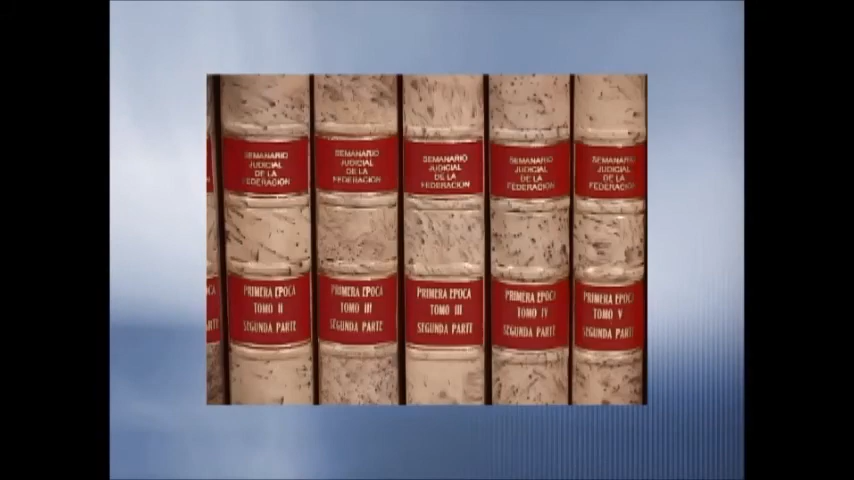 SEMANARIO
JUDICIAL
DE LA
FEDERACION
PRIMERA EPOCA
TOMO II
SEGUNDA PARTE
SEMANARIO
JUDICIAL
DE LA
FEDERACION
PRIMERA EPOCA
TOMO III
SEGUNDA PARTE
SEMANARIO
JUDICIAL
DE LA
FEDERACION
PRIMERA EPOCA
TOMO III
SEGUNDA PARTE
SEMANARIO
JUDICIAL
DE LA
FEDERACION
PRIMERA EPOCA
TOMO IV
SEGUNDA PARTE
SEMANARIO
JUDICIAL
DE LA
FEDERACION
PRIMERA EPOCA
TOMO V
SEGUNDA PARTE